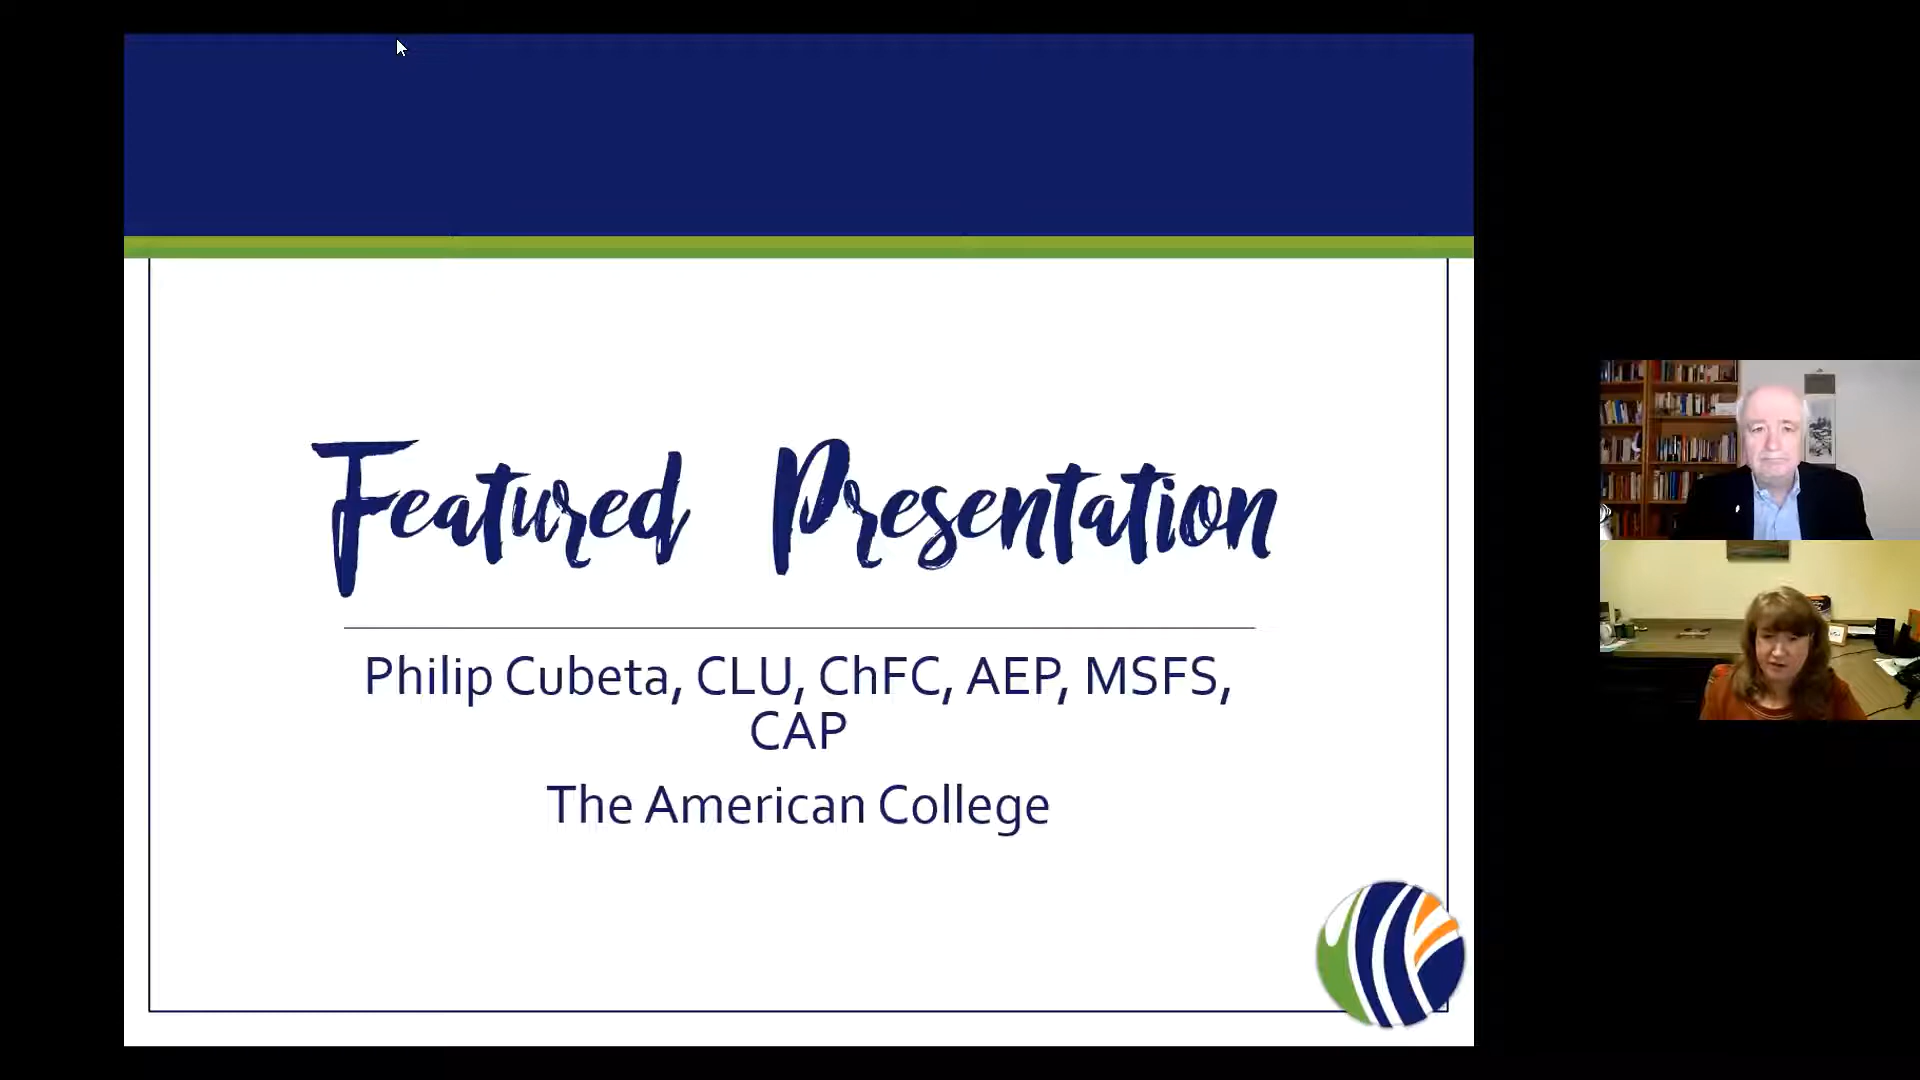 Featured Presentation
Philip Cubeta, CLU, ChFC, AEP, MSFS,
CAP
The American College